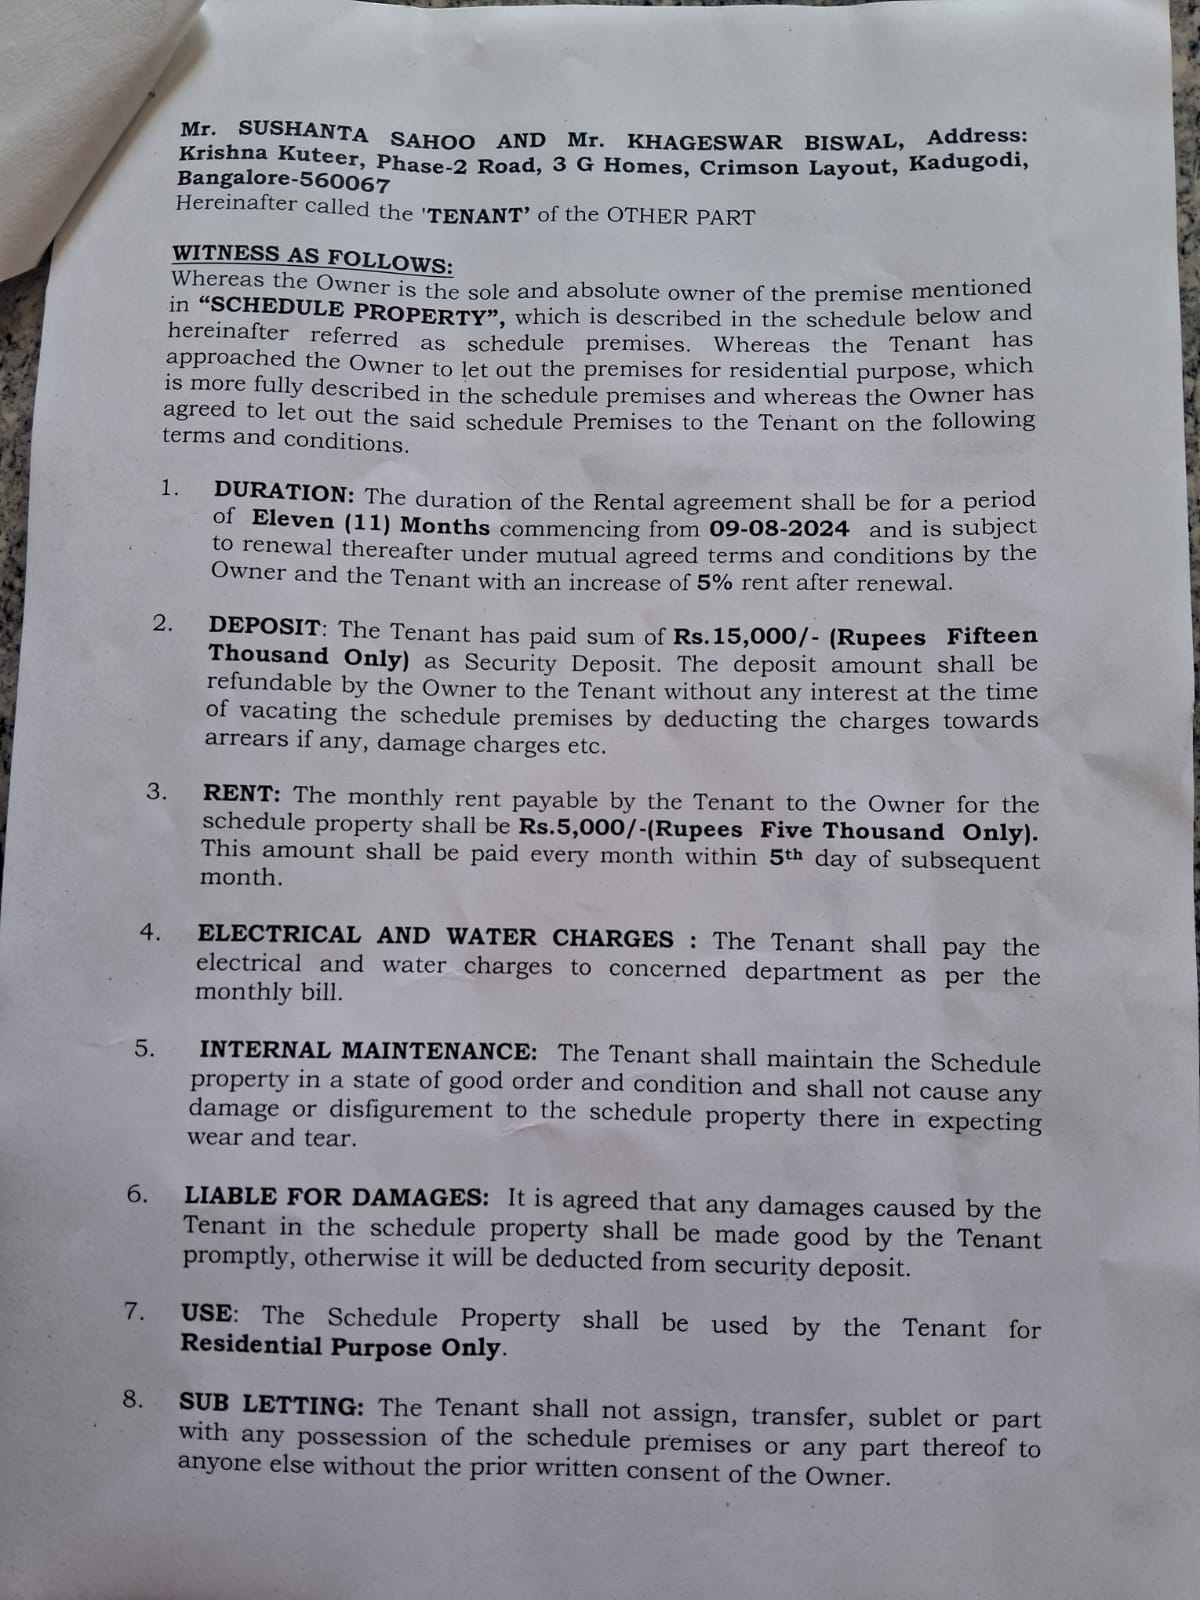 Mr. SUSHANTA SAHOO AND Mr. KHAGESWAR BISWAL, Address:
Krishna Kuteer, Phase-2 Road, 3 G Homes, Crimson Layout, Kadugodi,
Bangalore-560067
Hereinafter called the 'TENANT’ of the OTHER PART
WITNESS AS FOLLOWS:
Whereas the Owner is the sole and absolute owner of the premise mentioned
in “SCHEDULE PROPERTY”, which is described in the schedule below and
hereinafter referred as schedule premises. Whereas the Tenant has
approached the Owner to let out the premises for residential purpose, which
is more fully described in the schedule premises and whereas the Owner has
agreed to let out the said schedule Premises to the Tenant on the following
terms and conditions.
1. DURATION: The duration of the Rental agreement shall be for a period
of Eleven (11) Months commencing from 09-08-2024 and is subject
to renewal thereafter under mutual agreed terms and conditions by the
Owner and the Tenant with an increase of 5% rent after renewal.
2. DEPOSIT: The Tenant has paid sum of Rs.15,000/- (Rupees Fifteen
Thousand Only) as Security Deposit. The deposit amount shall be
refundable by the Owner to the Tenant without any interest at the time
of vacating the schedule premises by deducting the charges towards
arrears if any, damage charges etc.
3. RENT: The monthly rent payable by the Tenant to the Owner for the
schedule property shall be Rs.5,000/-(Rupees Five Thousand Only).
This amount shall be paid every month within 5th day of subsequent
month.
4. ELECTRICAL AND WATER CHARGES : The Tenant shall pay the
electrical and water charges to concerned department as per the
monthly bill.
5. INTERNAL MAINTENANCE: The Tenant shall maintain the Schedule
property in a state of good order and condition and shall not cause any
damage or disfigurement to the schedule property there in expecting
wear and tear.
6. LIABLE FOR DAMAGES: It is agreed that any damages caused by the
Tenant in the schedule property shall be made good by the Tenant
promptly, otherwise it will be deducted from security deposit.
7. USE: The Schedule Property shall be used by the Tenant for
Residential Purpose Only.
8. SUB LETTING: The Tenant shall not assign, transfer, sublet or part
with any possession of the schedule premises or any part thereof to
anyone else without the prior written consent of the Owner.